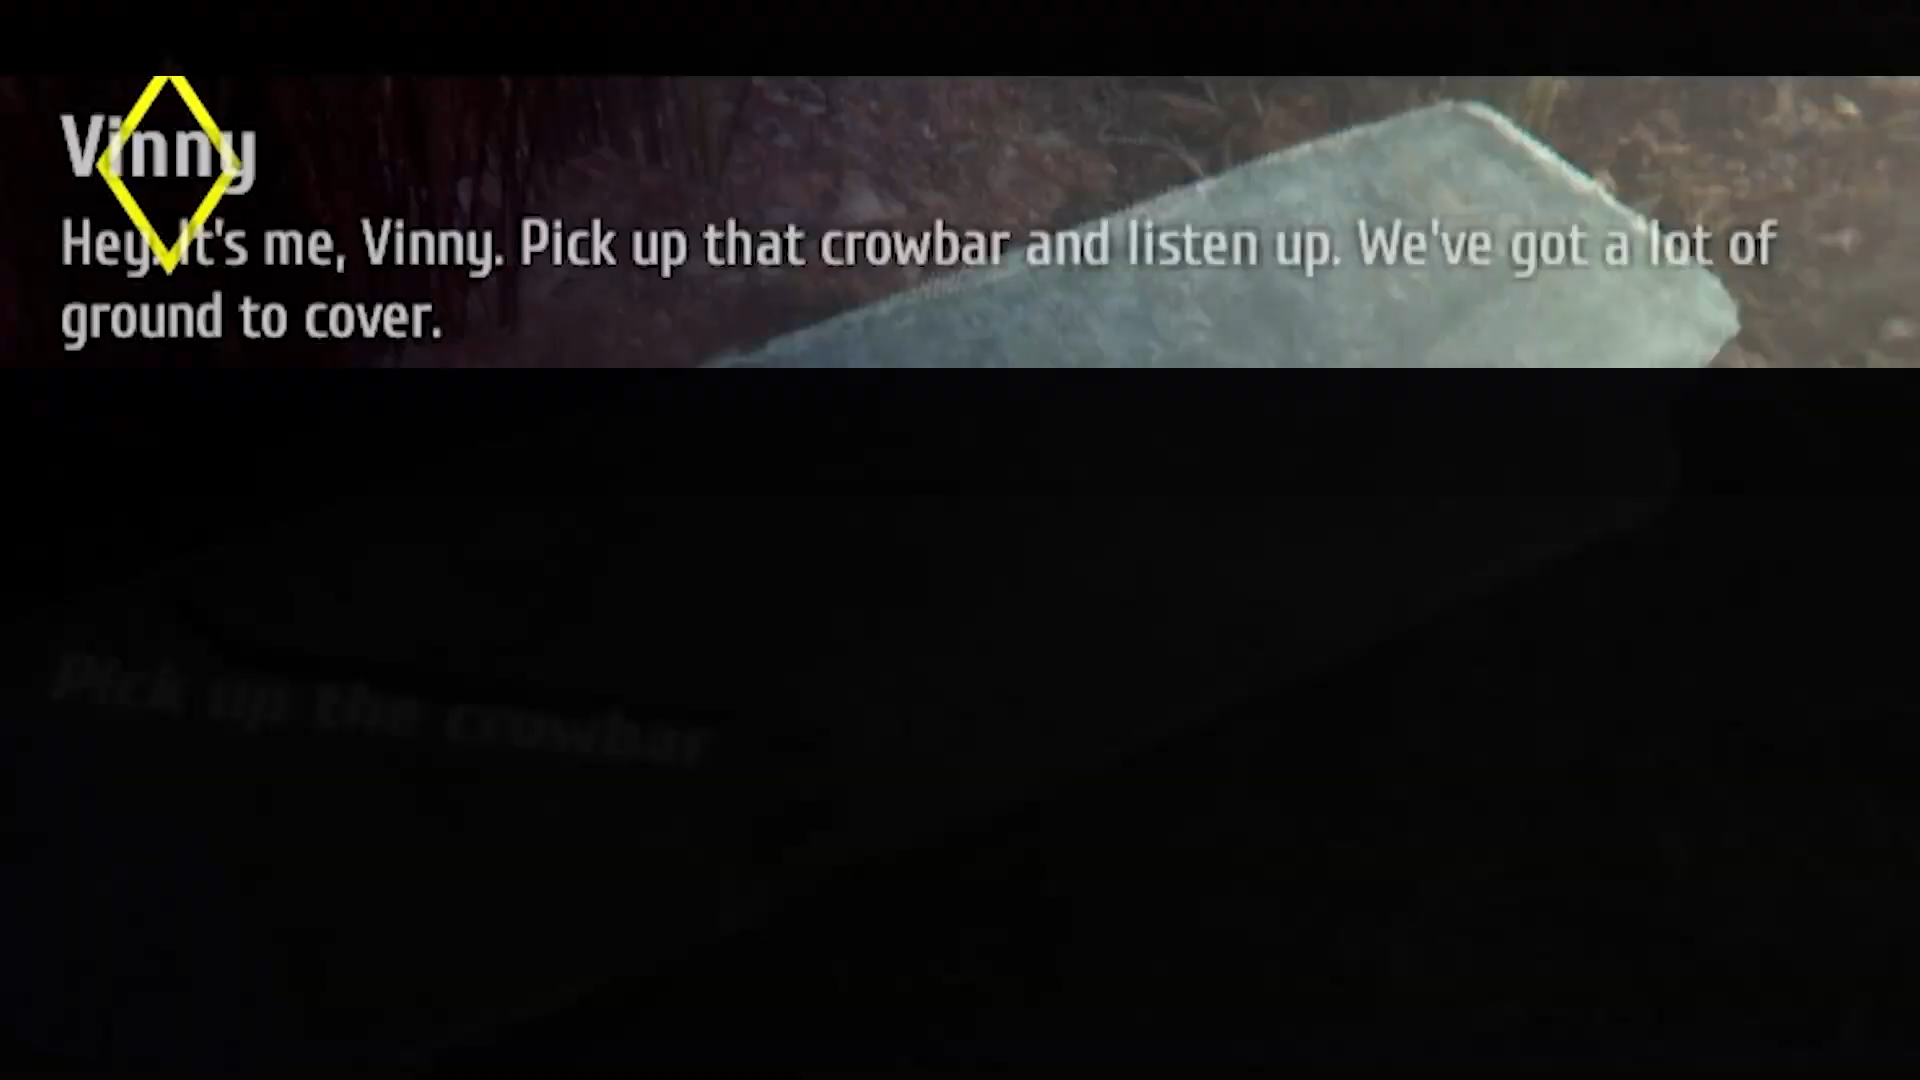 Vinny
Hey. It's me, Vinny. Pick up that crowbar and listen up. We've got a lot of
ground to cover.
Pick up the crowbar